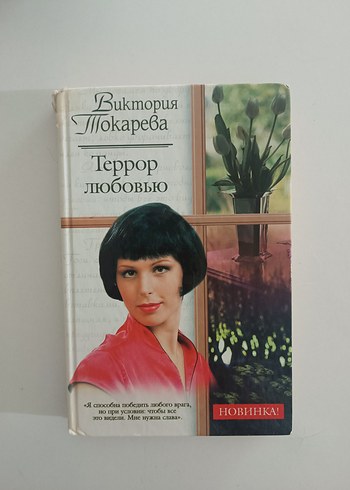 Виктория
Токарева
Террор
любовью
«Я способна победить любого врага,
но при условии: чтобы все
это видели. Мне нужна слава».
НОВИНКА!